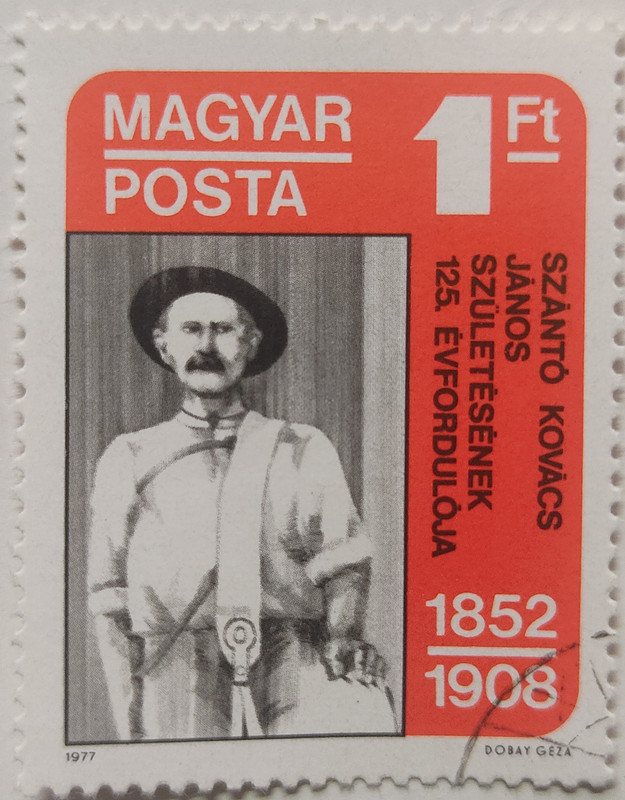 MAGYAR
POSTA
1 Ft
SZÁNTÓ KOVÁCS
JÁNOS
SZÜLETÉSÉNEK
125. ÉVFORDULÓJA
1852
1908
1977
DOBAY GÉZA